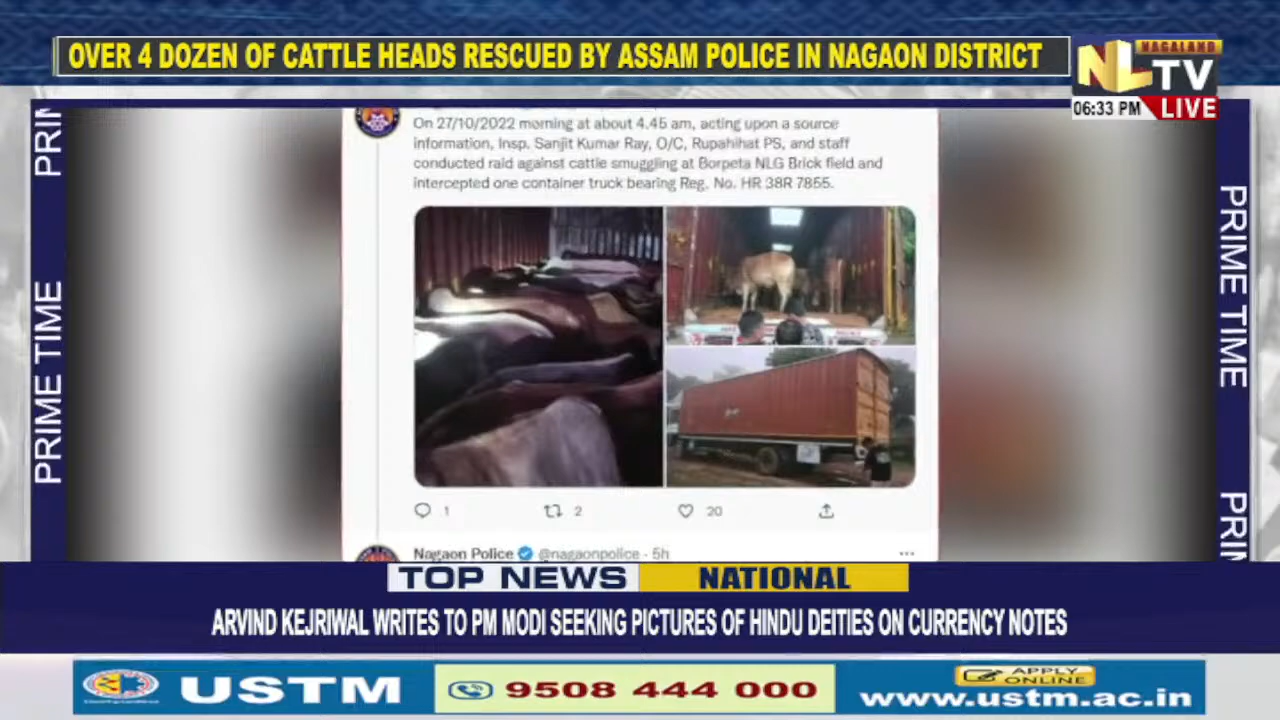 OVER 4 DOZEN OF CATTLE HEADS RESCUED BY ASSAM POLICE IN NAGAON DISTRICT
NAGALAND
NL TV
06:33 PM LIVE
PRIME TIME
PRIME TIME
On 27/10/2022 morning at about 4.45 am, acting upon a source
information, Insp. Sanjit Kumar Ray, O/C, Rupahihat PS, and staff
conducted raid against cattle smuggling at Borpeta NLG Brick field and
intercepted one container truck bearing Reg. No. HR 38R 7855.
1 2 20
Nagaon Police @nagaonpolice · 5h
TOP NEWS NATIONAL
ARVIND KEJRIWAL WRITES TO PM MODI SEEKING PICTURES OF HINDU DEITIES ON CURRENCY NOTES
USTM 9508 444 000 APPLY ONLINE
www.ustm.ac.in